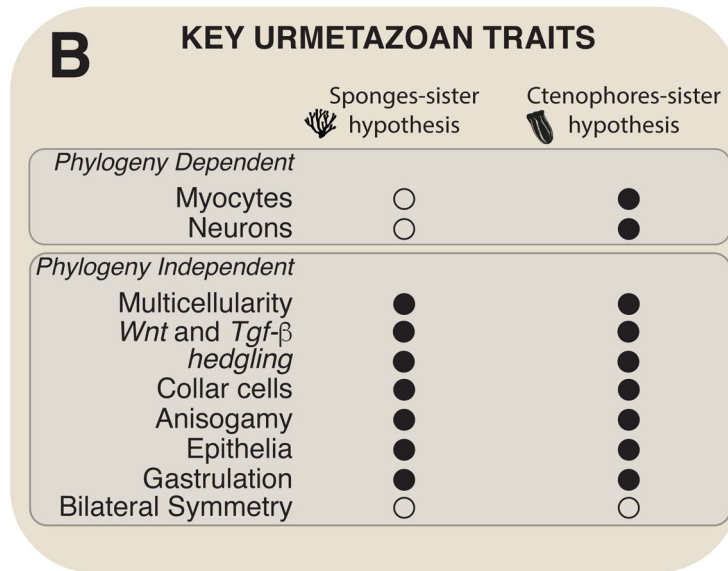 B
KEY URMETAZOAN TRAITS
Sponges-sister hypothesis
Ctenophores-sister hypothesis
Phylogeny Dependent
Myocytes
Neurons
Phylogeny Independent
Multicellularity
Wnt and Tgf-β
hedgling
Collar cells
Anisogamy
Epithelia
Gastrulation
Bilateral Symmetry